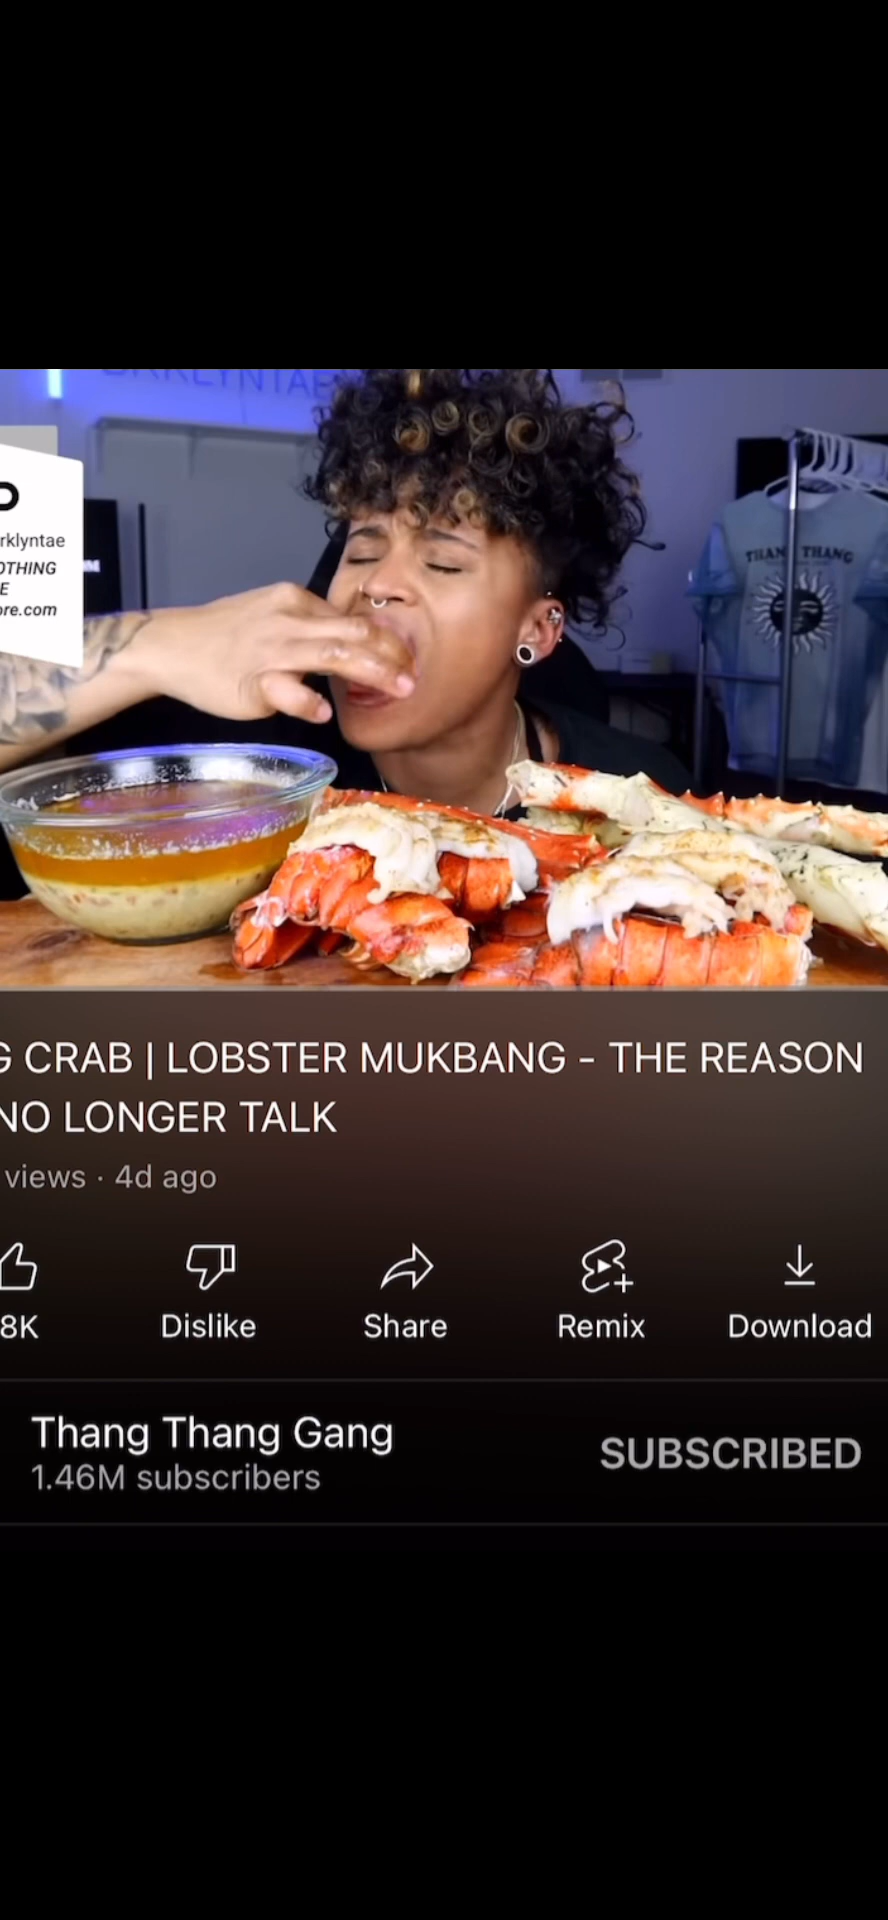 BRKLYNTAE
rklyntae
OTHING
E
ore.com
THANG THANG
G CRAB | LOBSTER MUKBANG - THE REASON
NO LONGER TALK
views · 4d ago
8K
Dislike
Share
Remix
Download
Thang Thang Gang
1.46M subscribers
SUBSCRIBED